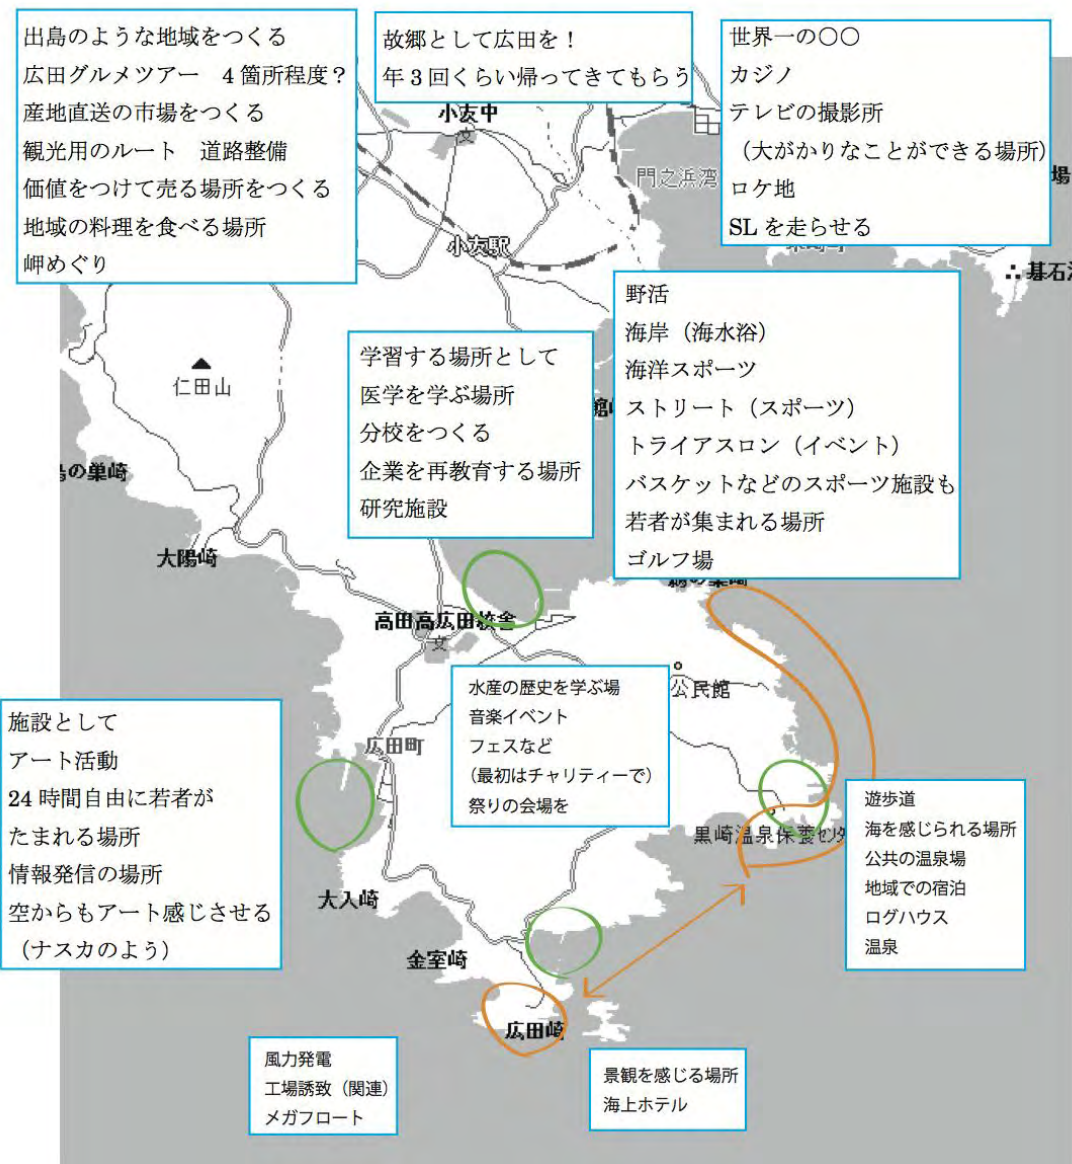 出島のような地域をつくる
広田グルメツアー　4箇所程度？
産地直送の市場をつくる
観光用のルート　道路整備
価値をつけて売る場所をつくる
地域の料理を食べる場所
岬めぐり
故郷として広田を！
年3回くらい帰ってきてもらう
世界一の〇〇
カジノ
テレビの撮影所
（大がかりなことができる場所）
ロケ地
SLを走らせる
小友中
文
門之浜湾
場
小友駅
碁石
野活
海岸（海水浴）
海洋スポーツ
ストリート（スポーツ）
トライアスロン（イベント）
バスケットなどのスポーツ施設も
若者が集まれる場所
ゴルフ場
学習する場所として
医学を学ぶ場所
分校をつくる
企業を再教育する場所
研究施設
仁田山
の巣崎
大陽崎
高田高広田校舎
文
公民館
水産の歴史を学ぶ場
音楽イベント
フェスなど
（最初はチャリティーで）
祭りの会場を
施設として
アート活動
24時間自由に若者が
たまれる場所
情報発信の場所
空からもアート感じさせる
（ナスカのよう）
広田町
黒崎温泉保養センタ
遊歩道
海を感じられる場所
公共の温泉場
地域での宿泊
ログハウス
温泉
大入崎
金室崎
広田崎
風力発電
工場誘致（関連）
メガフロート
景観を感じる場所
海上ホテル